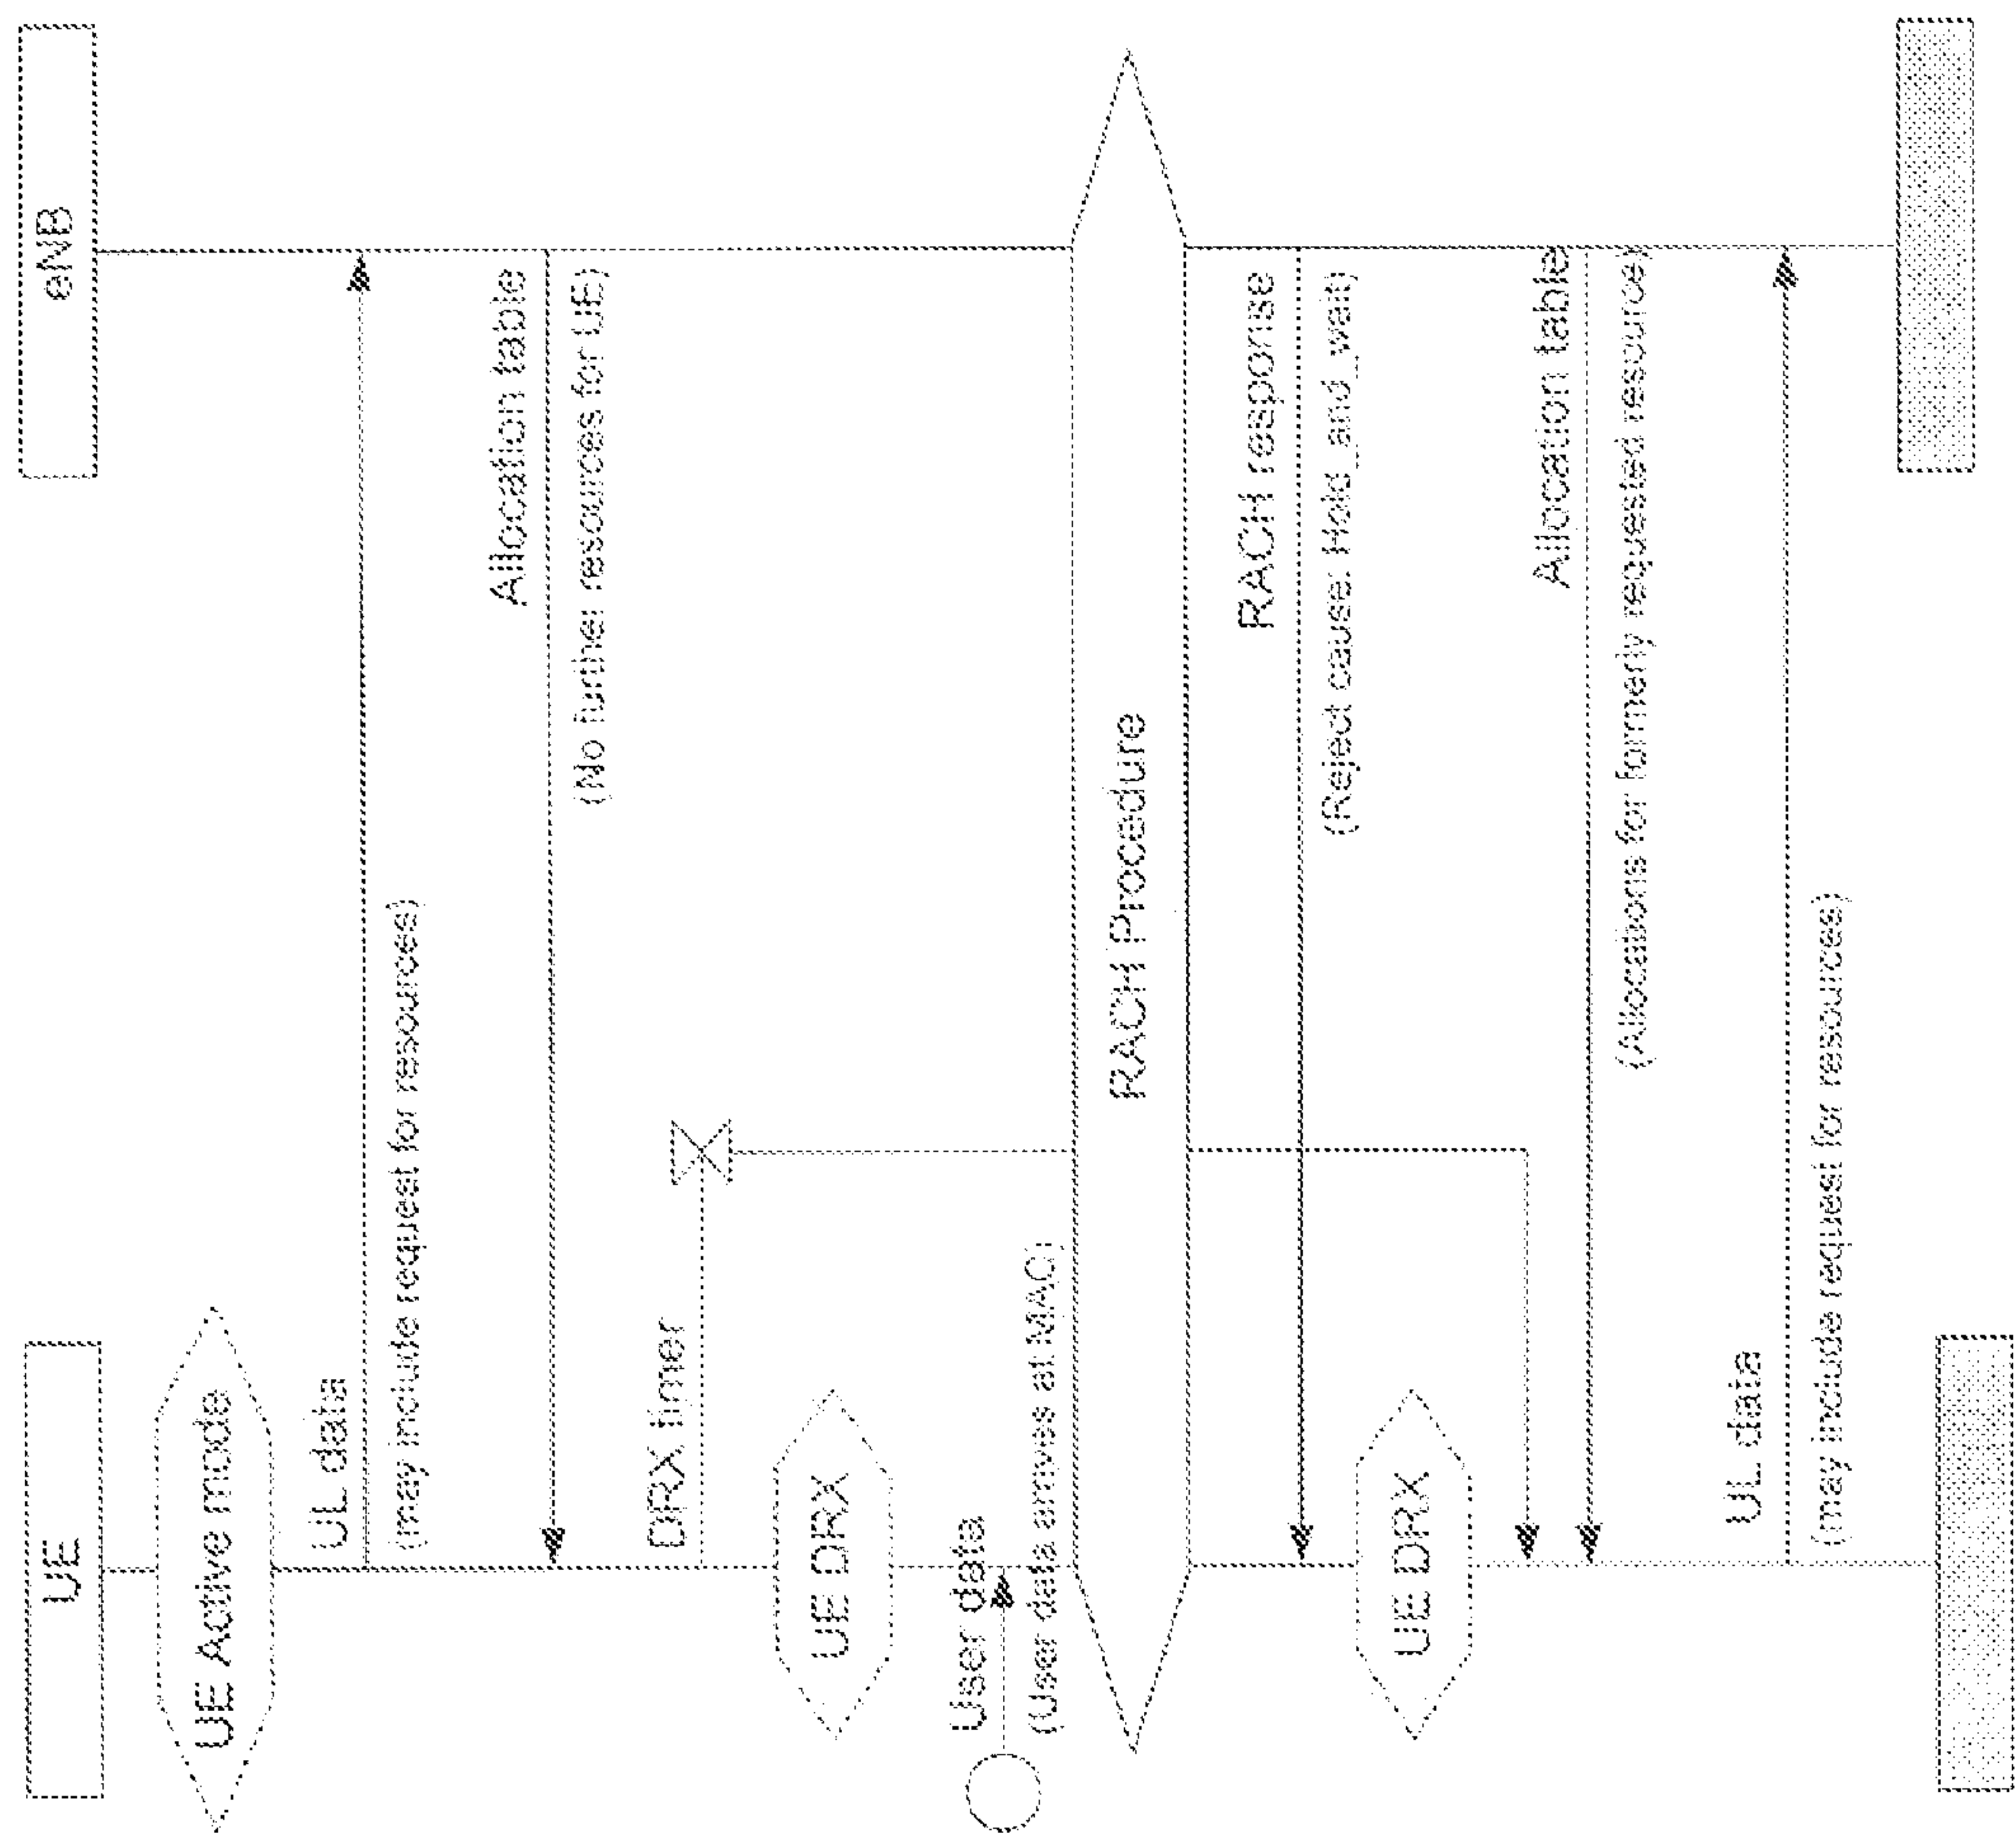 UE
eNB
UE Active mode
UL data
(may include request for resources)
Allocation table
(No further resources for UE)
DRX timer
UE DRX
User data
(User data arrives at MAC)
RACH Procedure
RACH response
(Reject cause: Hold_and_wait)
UE DRX
Allocation table
(Allocations for formerly requested resource)
UL data
(may include request for resources)